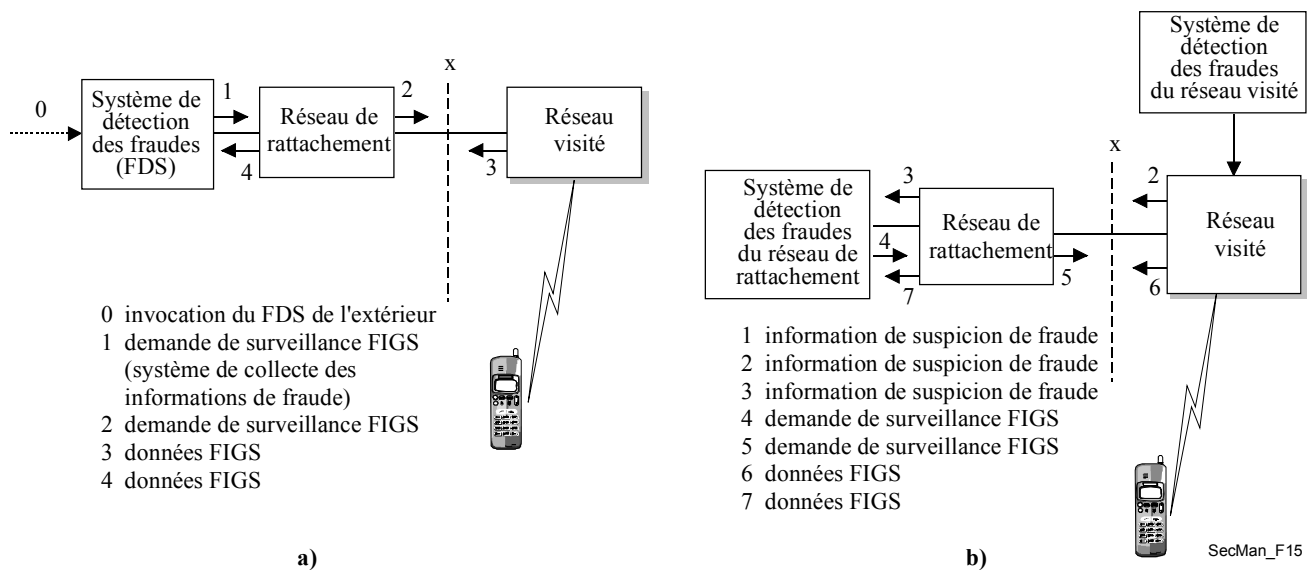 0
Système de
détection
des fraudes
(FDS)
1
4
Réseau de
rattachement
2
x
3
Réseau
visité
0 invocation du FDS de l'extérieur
1 demande de surveillance FIGS
(système de collecte des
informations de fraude)
2 demande de surveillance FIGS
3 données FIGS
4 données FIGS
a)
Système de
détection
des fraudes
du réseau visité
x
2
Réseau
visité
6
Système de
détection
des fraudes
du réseau de
rattachement
3
4
7
Réseau de
rattachement
5
1 information de suspicion de fraude
2 information de suspicion de fraude
3 information de suspicion de fraude
4 demande de surveillance FIGS
5 demande de surveillance FIGS
6 données FIGS
7 données FIGS
b)
SecMan_F15